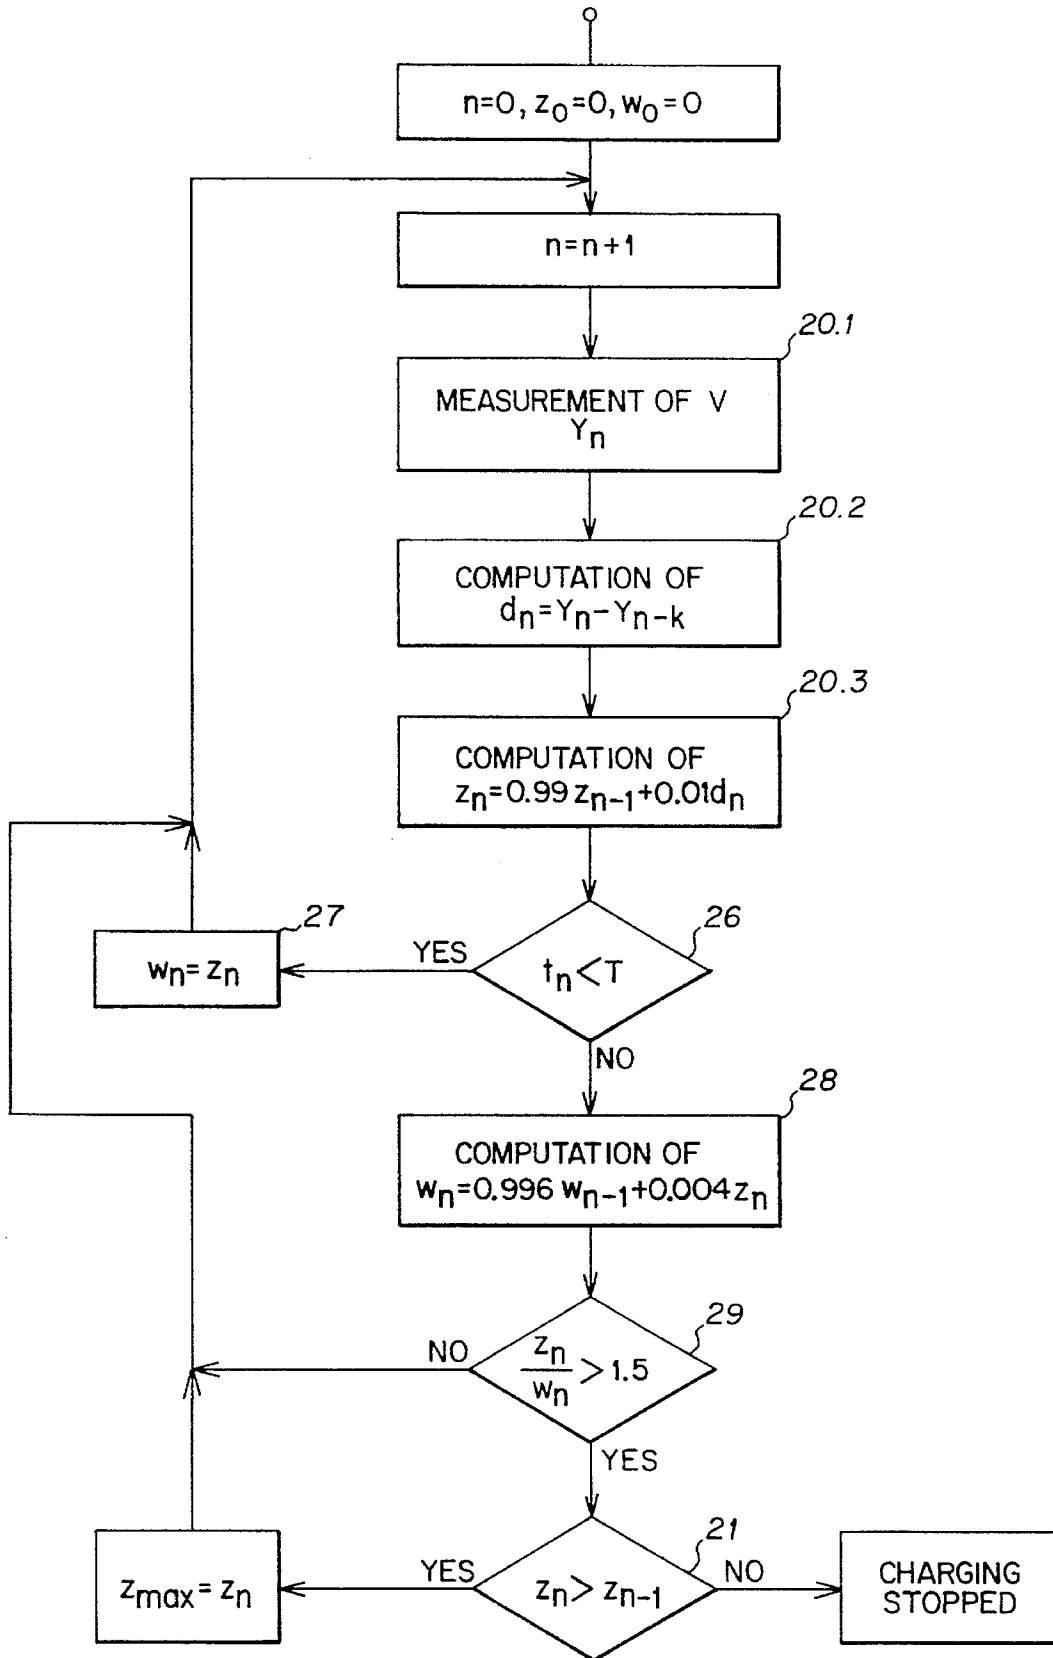 n=0, z₀=0, w₀=0
n=n+1
20.1
MEASUREMENT OF V
Yₙ
20.2
COMPUTATION OF
dₙ=Yₙ-Yₙ₋ₖ
20.3
COMPUTATION OF
zₙ=0.99 zₙ₋₁+0.01dₙ
27
wₙ=zₙ
YES
26
tₙ<T
NO
28
COMPUTATION OF
wₙ=0.996 wₙ₋₁+0.004zₙ
29
NO
zₙ
wₙ
>1.5
YES
21
zmax=zₙ
YES
zₙ>zₙ₋₁
NO
CHARGING
STOPPED